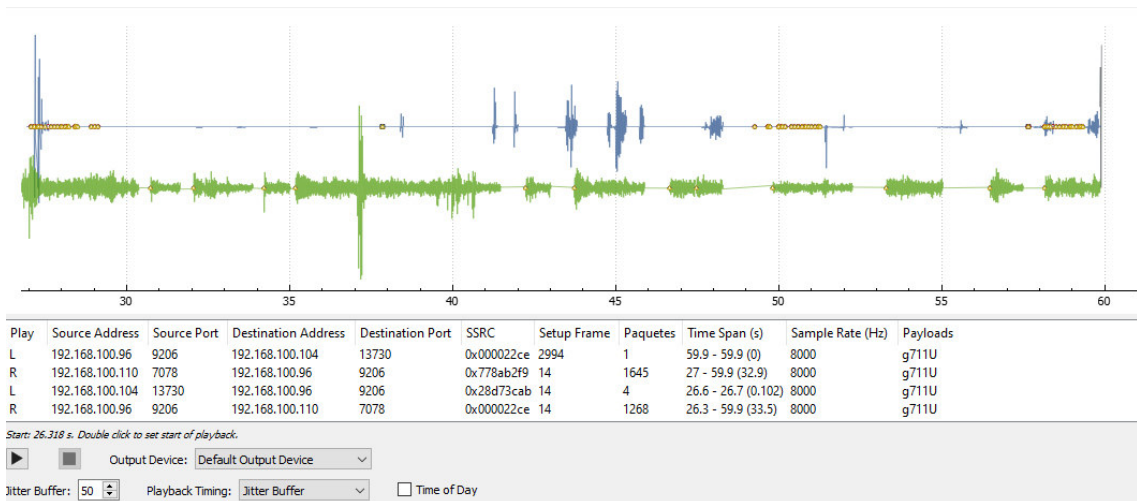 30 35 40 45 50 55 60
Play Source Address Source Port Destination Address Destination Port SSRC Setup Frame Paquetes Time Span (s) Sample Rate (Hz) Payloads
L 192.168.100.96 9206 192.168.100.104 13730 0x000022ce 2994 1 59.9 - 59.9 (0) 8000 g711U
R 192.168.100.110 7078 192.168.100.96 9206 0x778ab2f9 14 1645 27 - 59.9 (32.9) 8000 g711U
L 192.168.100.104 13730 192.168.100.96 9206 0x28d73cab 14 4 26.6 - 26.7 (0.102) 8000 g711U
R 192.168.100.96 9206 192.168.100.110 7078 0x000022ce 14 1268 26.3 - 59.9 (33.5) 8000 g711U
Start: 26.318 s. Double click to set start of playback.
Output Device: Default Output Device
Jitter Buffer: 50 Playback Timing: Jitter Buffer Time of Day